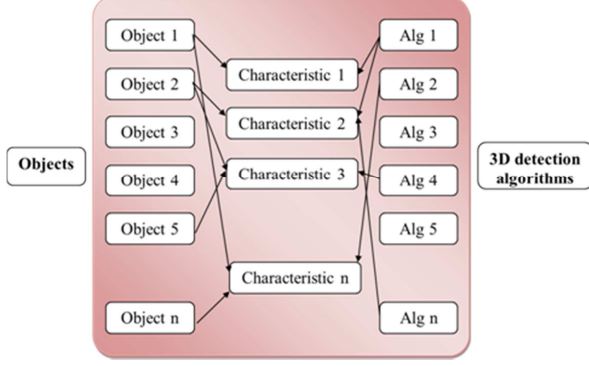 Objects
Object 1
Object 2
Object 3
Object 4
Object 5
Object n
Characteristic 1
Characteristic 2
Characteristic 3
Characteristic n
Alg 1
Alg 2
Alg 3
Alg 4
Alg 5
Alg n
3D detection
algorithms